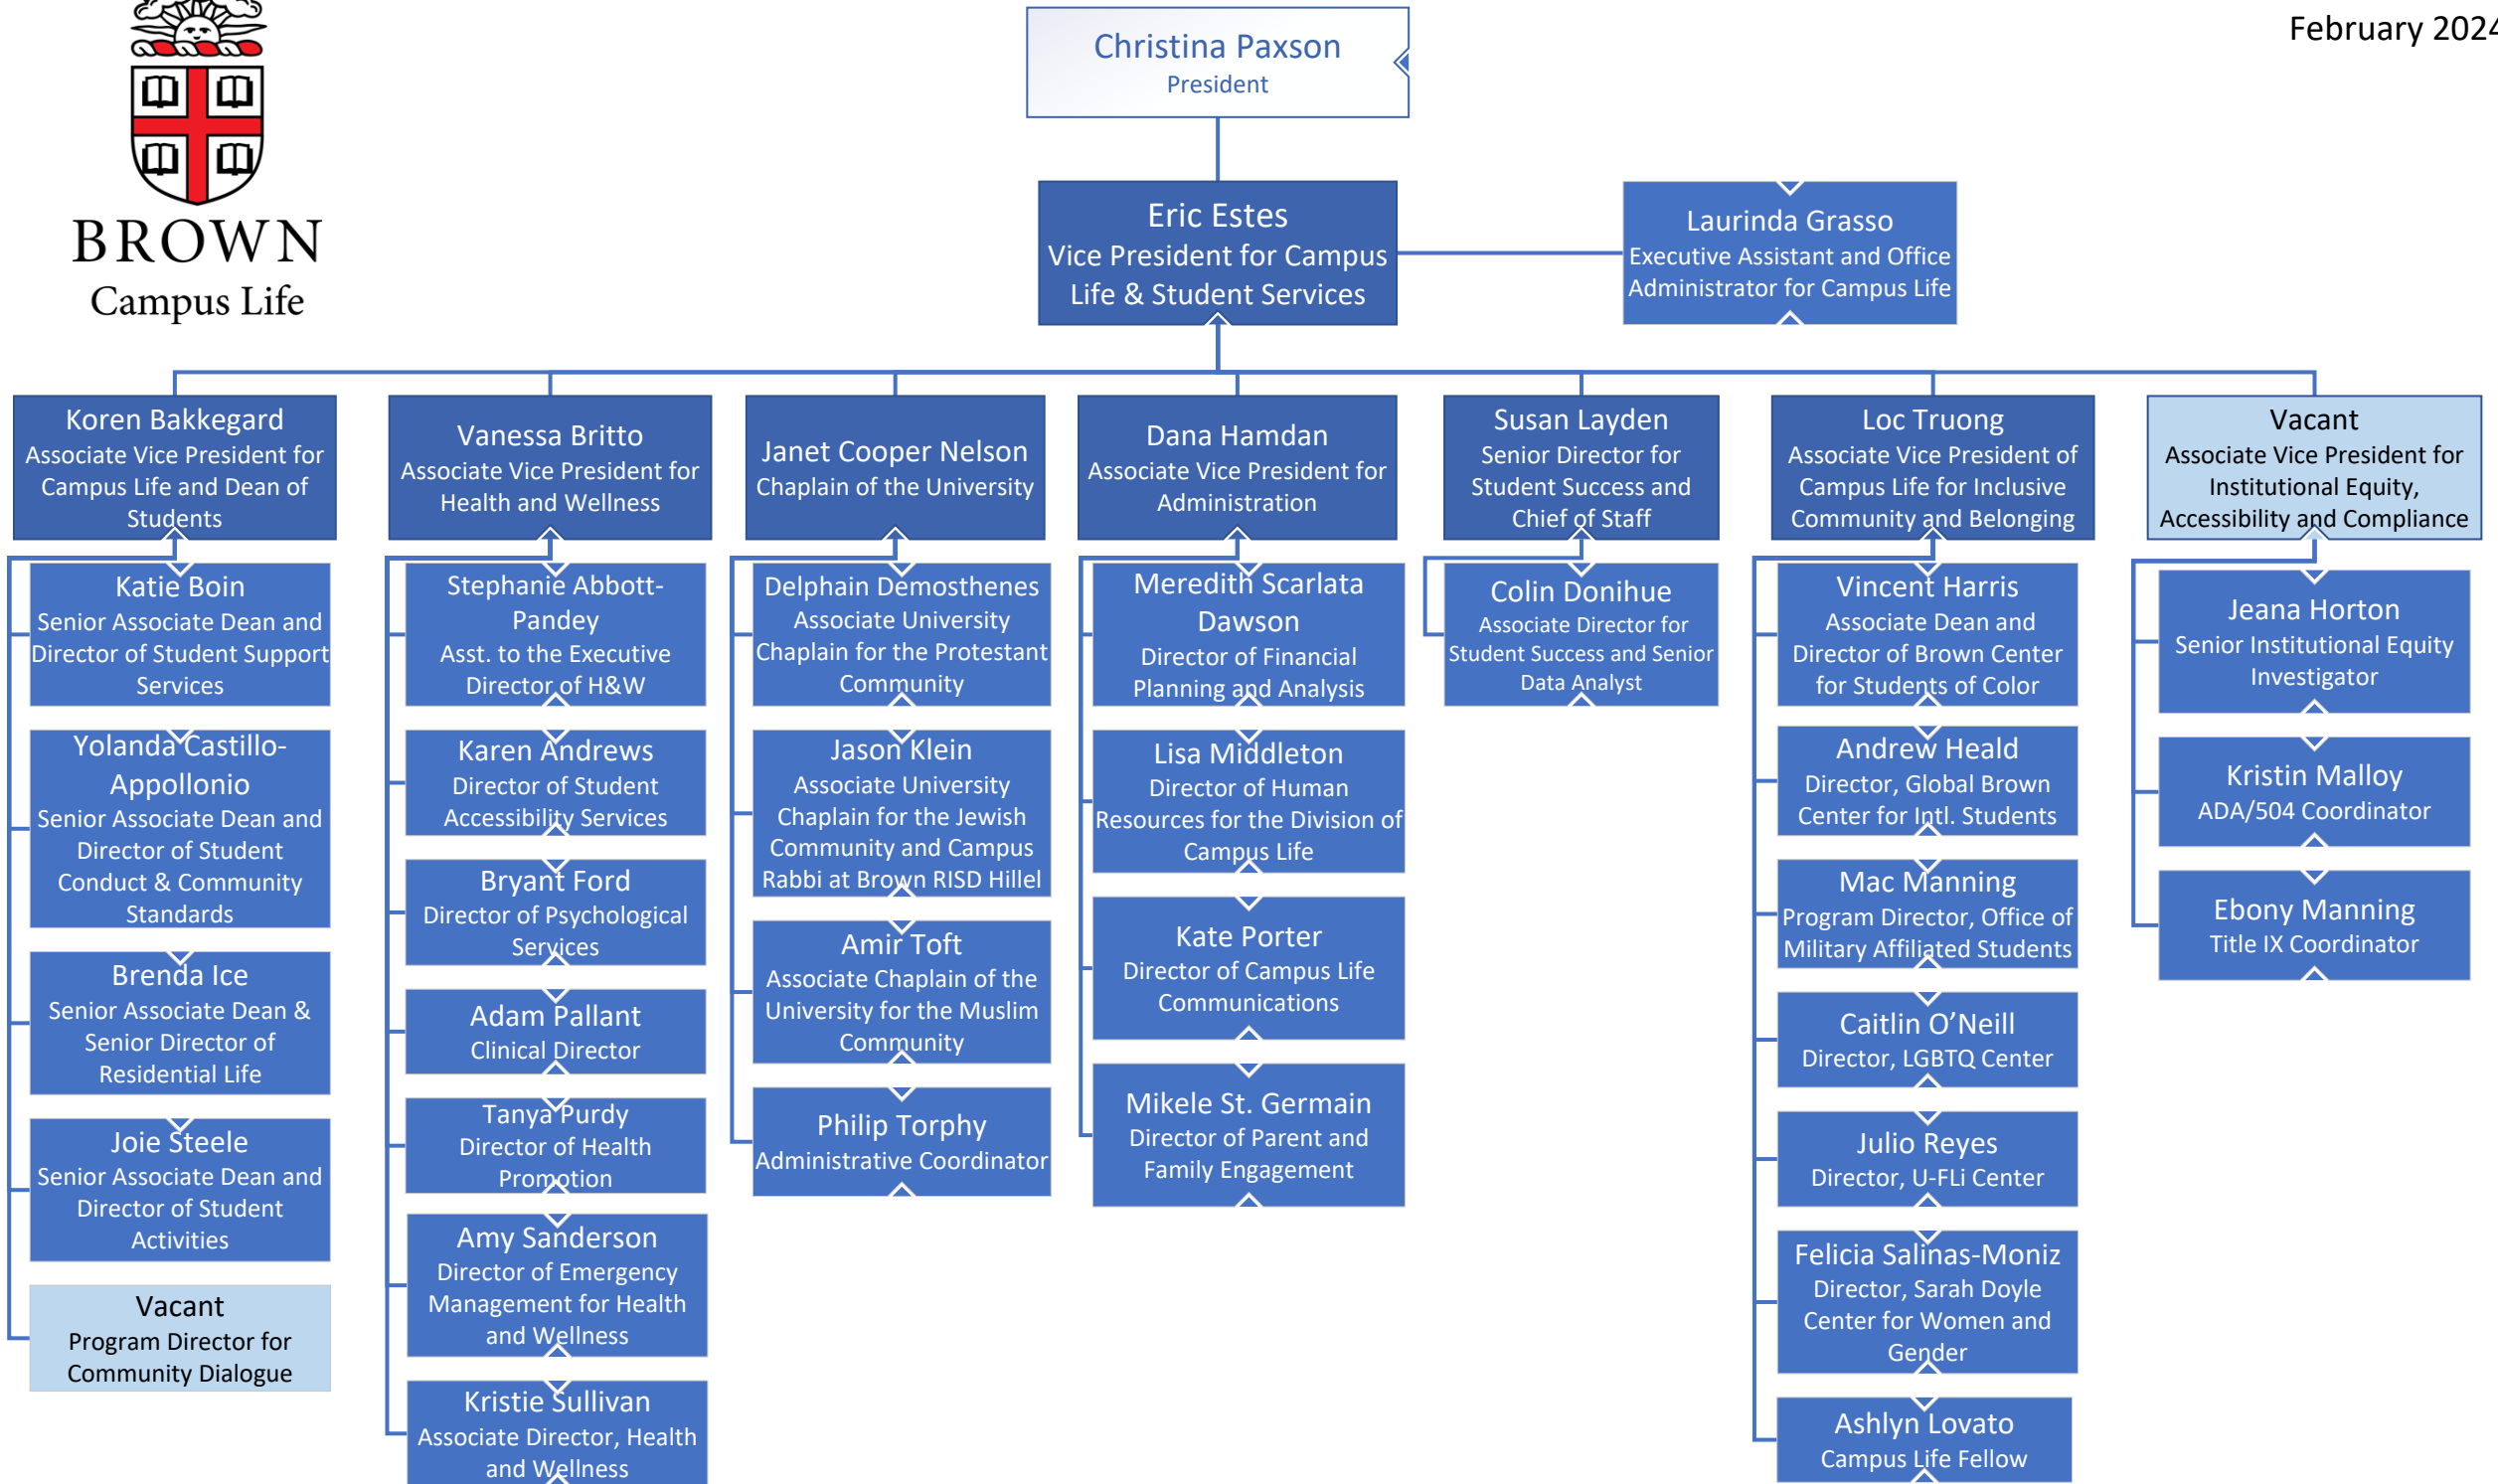 February 2024
BROWN
Campus Life
Christina Paxson
President
Eric Estes
Vice President for Campus
Life & Student Services
Laurinda Grasso
Executive Assistant and Office
Administrator for Campus Life
Koren Bakkegard
Associate Vice President for
Campus Life and Dean of
Students
Katie Boin
Senior Associate Dean and
Director of Student Support
Services
Yolanda Castillo-
Appollonio
Senior Associate Dean and
Director of Student
Conduct & Community
Standards
Brenda Ice
Senior Associate Dean &
Senior Director of
Residential Life
Joie Steele
Senior Associate Dean and
Director of Student
Activities
Vacant
Program Director for
Community Dialogue
Vanessa Britto
Associate Vice President for
Health and Wellness
Stephanie Abbott-
Pandey
Asst. to the Executive
Director of H&W
Karen Andrews
Director of Student
Accessibility Services
Bryant Ford
Director of Psychological
Services
Adam Pallant
Clinical Director
Tanya Purdy
Director of Health
Promotion
Amy Sanderson
Director of Emergency
Management for Health
and Wellness
Kristie Sullivan
Associate Director, Health
and Wellness
Janet Cooper Nelson
Chaplain of the University
Delphain Demosthenes
Associate University
Chaplain for the Protestant
Community
Jason Klein
Associate University
Chaplain for the Jewish
Community and Campus
Rabbi at Brown RISD Hillel
Amir Toft
Associate Chaplain of the
University for the Muslim
Community
Philip Torphy
Administrative Coordinator
Dana Hamdan
Associate Vice President for
Administration
Meredith Scarlata
Dawson
Director of Financial
Planning and Analysis
Lisa Middleton
Director of Human
Resources for the Division of
Campus Life
Kate Porter
Director of Campus Life
Communications
Mikele St. Germain
Director of Parent and
Family Engagement
Susan Layden
Senior Director for
Student Success and
Chief of Staff
Colin Donihue
Associate Director for
Student Success and Senior
Data Analyst
Loc Truong
Associate Vice President of
Campus Life for Inclusive
Community and Belonging
Vincent Harris
Associate Dean and
Director of Brown Center
for Students of Color
Andrew Heald
Director, Global Brown
Center for Intl. Students
Mac Manning
Program Director, Office of
Military Affiliated Students
Caitlin O’Neill
Director, LGBTQ Center
Julio Reyes
Director, U-FLi Center
Felicia Salinas-Moniz
Director, Sarah Doyle
Center for Women and
Gender
Ashlyn Lovato
Campus Life Fellow
Vacant
Associate Vice President for
Institutional Equity,
Accessibility and Compliance
Jeana Horton
Senior Institutional Equity
Investigator
Kristin Malloy
ADA/504 Coordinator
Ebony Manning
Title IX Coordinator